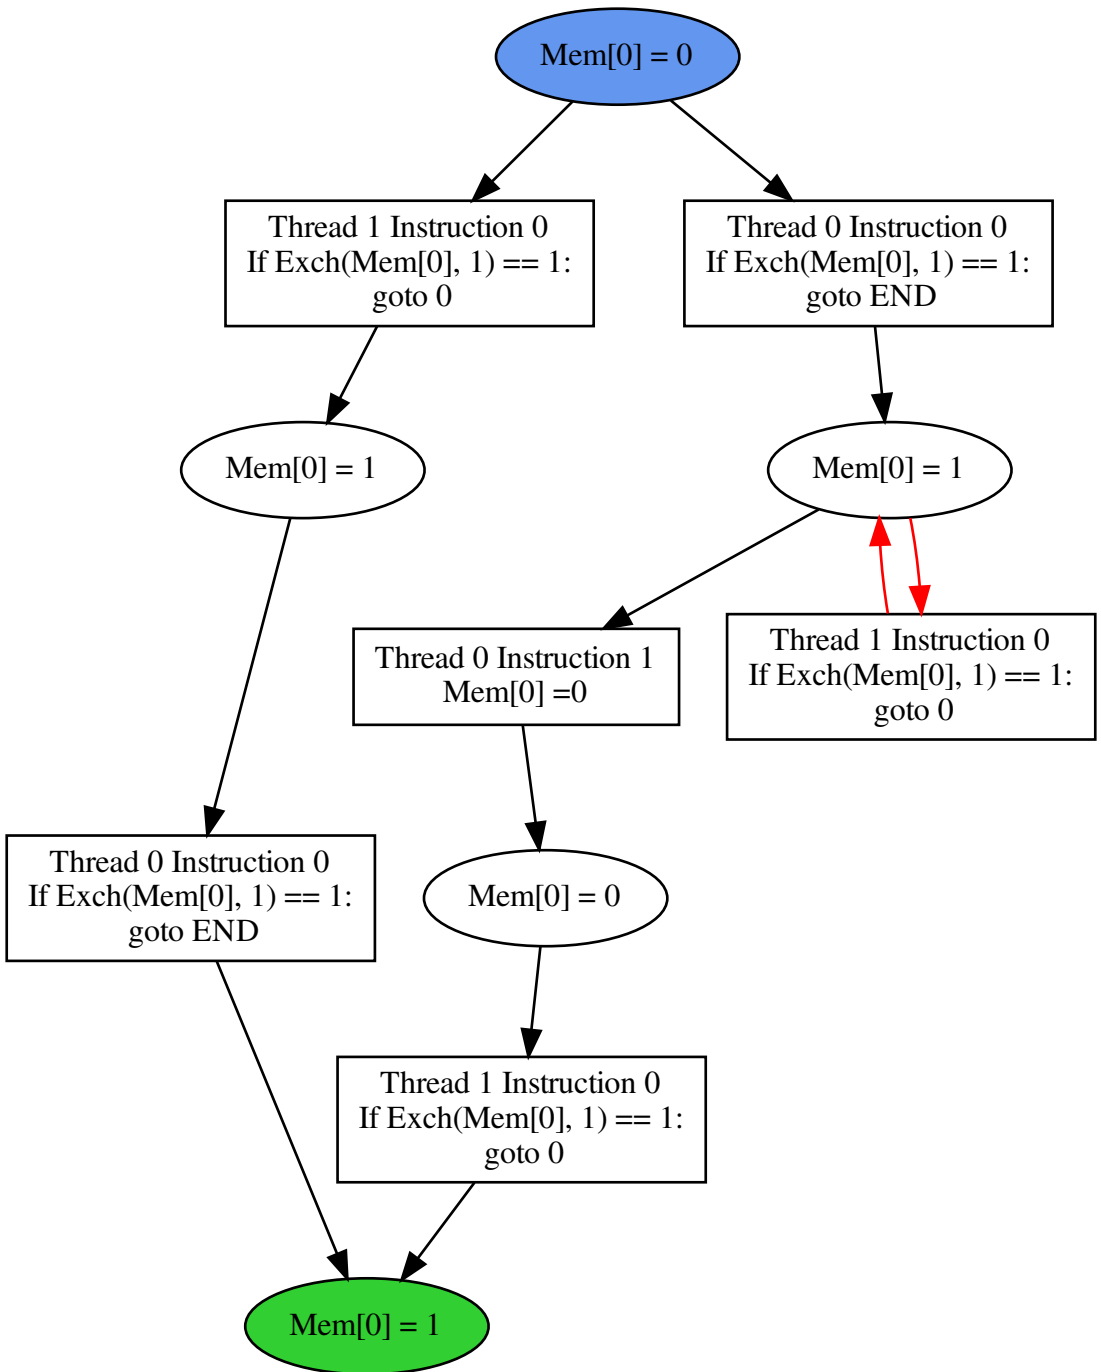 Mem[0] = 0
Thread 1 Instruction 0
If Exch(Mem[0], 1) == 1:
goto 0
Thread 0 Instruction 0
If Exch(Mem[0], 1) == 1:
goto END
Mem[0] = 1
Mem[0] = 1
Thread 0 Instruction 1
Mem[0] =0
Thread 1 Instruction 0
If Exch(Mem[0], 1) == 1:
goto 0
Thread 0 Instruction 0
If Exch(Mem[0], 1) == 1:
goto END
Mem[0] = 0
Thread 1 Instruction 0
If Exch(Mem[0], 1) == 1:
goto 0
Mem[0] = 1